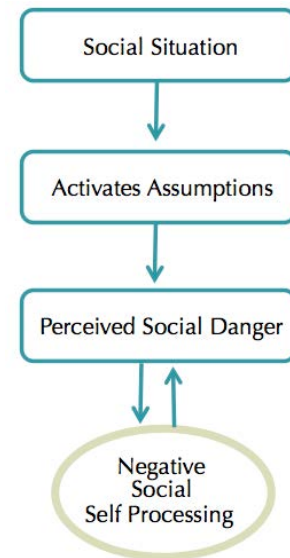 Social Situation
Activates Assumptions
Perceived Social Danger
Negative
Social
Self Processing